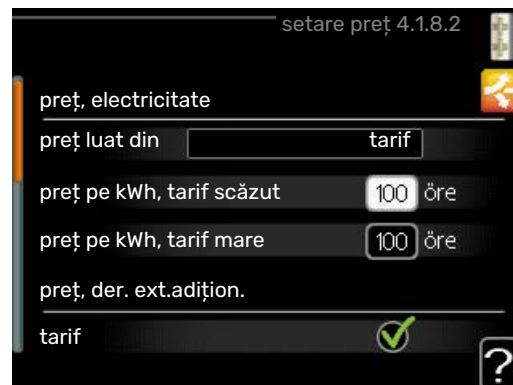 setare preț 4.1.8.2
preț, electricitate
preț luat din tarif
preț pe kWh, tarif scăzut 100 öre
preț pe kWh, tarif mare 100 öre
preț, der. ext.adițion.
tarif
?